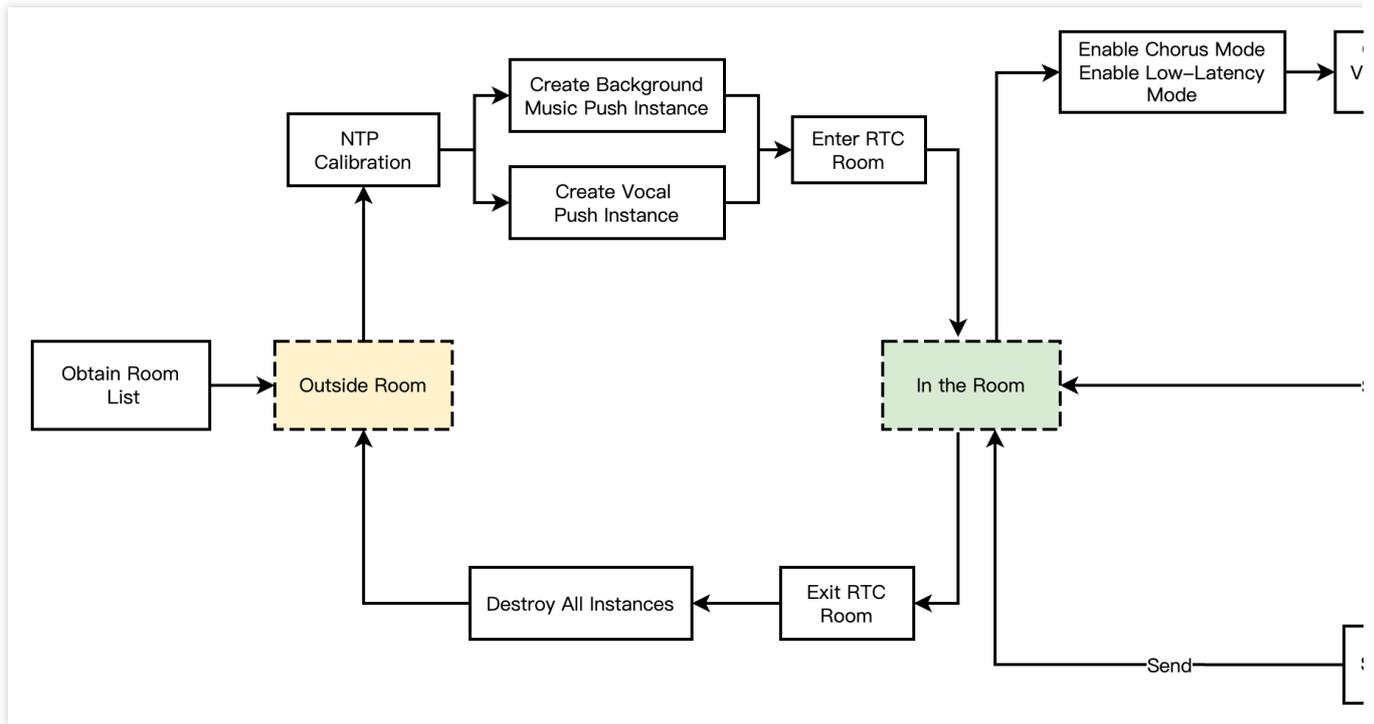 Enable Chorus Mode
Enable Low-Latency
Mode
Create Background
Music Push Instance
NTP
Calibration
Enter RTC
Room
Create Vocal
Push Instance
Obtain Room
List
Outside Room
In the Room
Destroy All Instances
Exit RTC
Room
Send